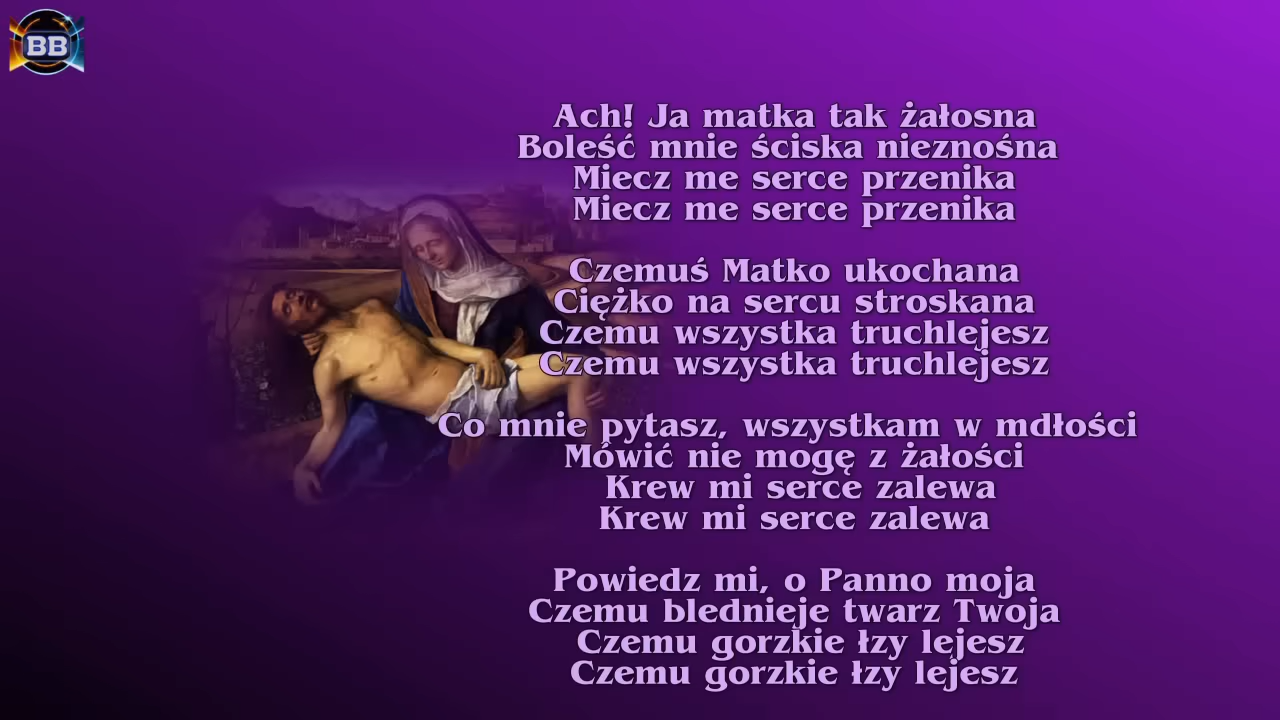 BB
Ach! Ja matka tak żałosna
Boleść mnie ściska nieznośna
Miecz me serce przenika
Miecz me serce przenika
Czemuś Matko ukochana
Ciężko na sercu stroskana
Czemu wszystka truchlejesz
Czemu wszystka truchlejesz
Co mnie pytasz, wszystkam w mdłości
Mówić nie mogę z żałości
Krew mi serce zalewa
Krew mi serce zalewa
Powiedz mi, o Panno moja
Czemu blednieje twarz Twoja
Czemu gorzkie łzy lejesz
Czemu gorzkie łzy lejesz